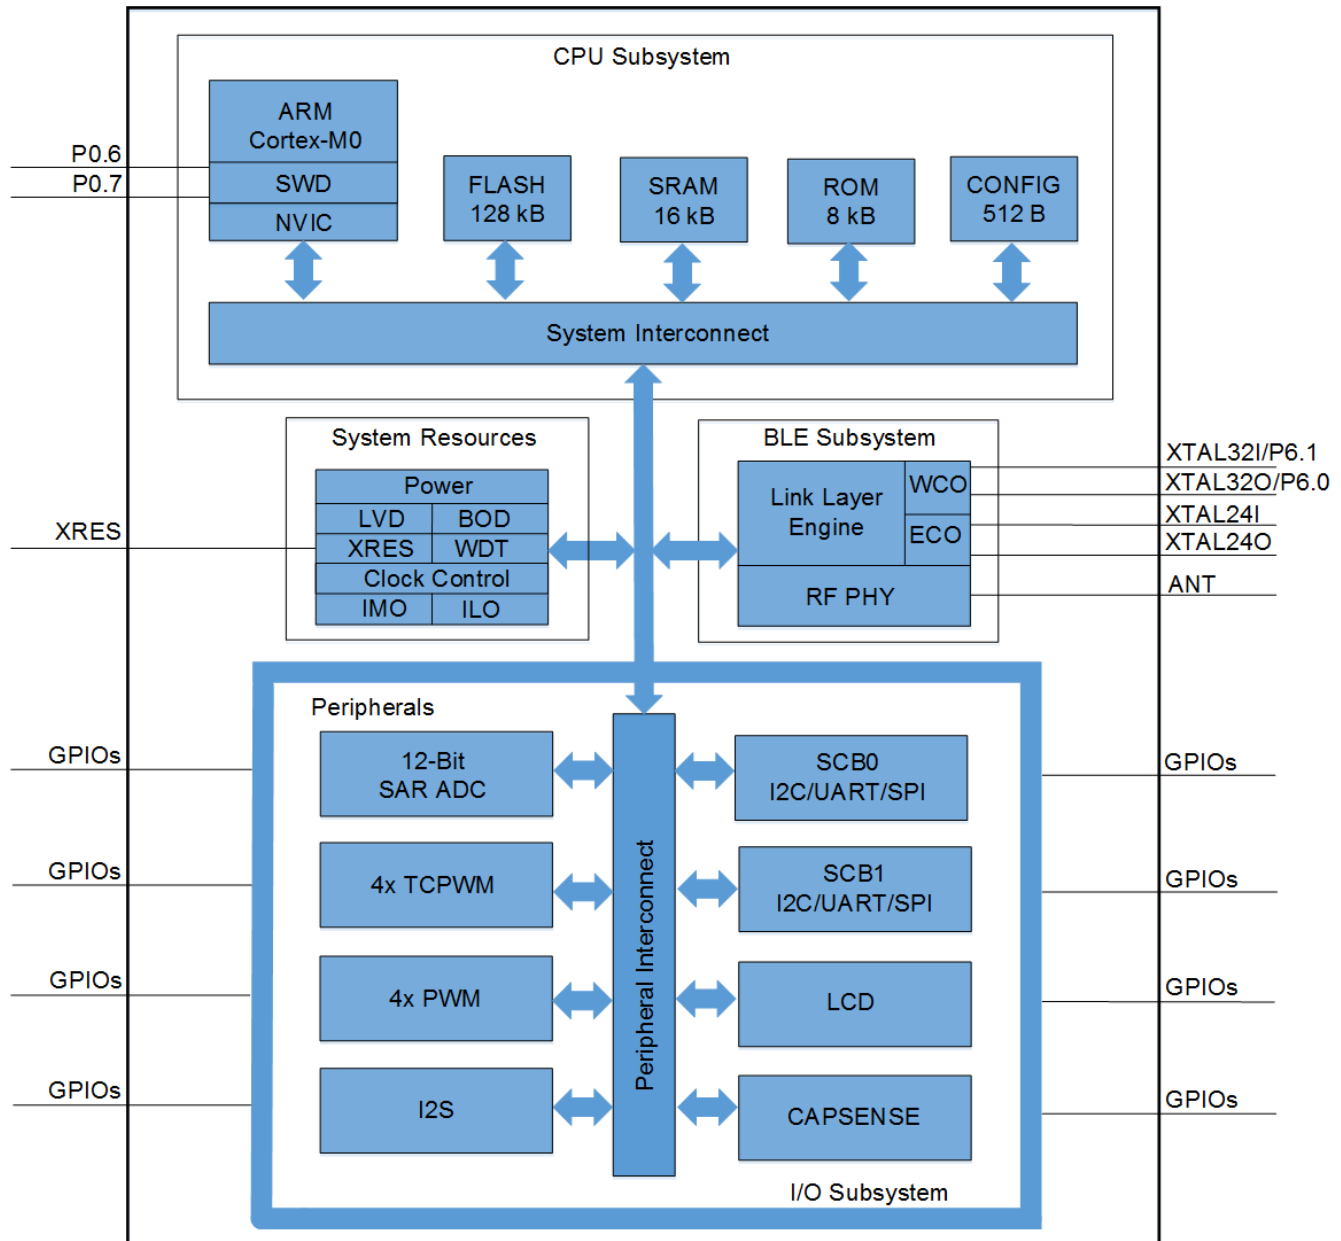 CPU Subsystem
ARM
Cortex-M0
SWD
NVIC
FLASH
128 kB
SRAM
16 kB
ROM
8 kB
CONFIG
512 B
P0.6
P0.7
System Interconnect
System Resources
Power
LVD
BOD
XRES
WDT
Clock Control
IMO
ILO
XRES
BLE Subsystem
Link Layer
Engine
WCO
ECO
RF PHY
XTAL32I/P6.1
XTAL32O/P6.0
XTAL24I
XTAL24O
ANT
Peripherals
GPIOs
12-Bit
SAR ADC
GPIOs
4x TCPWM
GPIOs
4x PWM
GPIOs
I2S
Peripheral Interconnect
SCB0
I2C/UART/SPI
GPIOs
SCB1
I2C/UART/SPI
GPIOs
LCD
GPIOs
CAPSENSE
GPIOs
I/O Subsystem